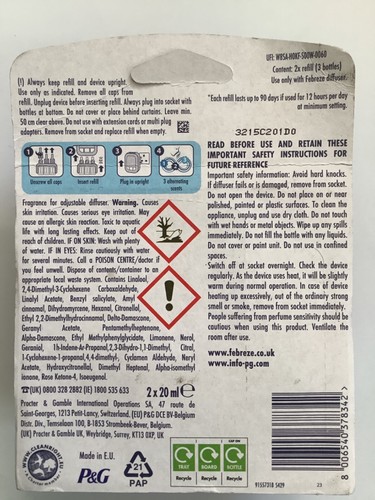 (!) Always keep refill and device upright.
Use only as indicated. Remove all caps from
refill. Unplug device before inserting refill. Always plug into socket with
bottles at bottom. Do not cover or place behind curtains. Leave min.
50 cm clear above. Do not use with extension cords or multi plug
adapters. Remove from socket and replace refill when empty.
1 2 3 4
Unscrew all caps
Insert refill
Plug in upright
3 alternating
scents
Fragrance for adjustable diffuser. Warning. Causes
skin irritation. Causes serious eye irritation. May
cause an allergic skin reaction. Toxic to aquatic
life with long lasting effects. Keep out of
reach of children. IF ON SKIN: Wash with plenty
of water. IF IN EYES: Rinse cautiously with water
for several minutes. Call a POISON CENTRE/doctor if
you feel unwell. Dispose of contents/container to an
appropriate local waste system. Contains Linalool,
2,4-Dimethyl-3-Cyclohexene Carboxaldehyde,
Linalyl Acetate, Benzyl salicylate, Amyl
cinnamal, Dihydromyrcene, Hexyl cinnamal, Citronellol,
Ethyl 2,2-Dimethylhydrocinnamal, Delta-Damascone,
Geranyl Acetate, Pentamethylheptenone,
Alpha-Damascone, Ethyl Methylphenylglycidate, Limonene, Nerol,
Geraniol, 1h-Indene-Ar-Propanal,2,3-Dihydro-1,1-Dimethyl, Citral,
1-Cyclohexene-1-propanal,4,4-dimethyl-, Cyclamen Aldehyde, Neryl
Acetate, Hydroxycitronellal, Dimethyl Heptenal, Alpha-isomethyl
ionone, Rose Ketone-4, Isoeugenol.
(UK) 0800 328 2882 (IE) 1800 535 633
2 x 20 ml e
Procter & Gamble International Operations SA, 47 route de
Saint-Georges, 1213 Petit-Lancy, Switzerland. (EU) P&G DCE BV-Belgium
Distr. Div., Temselaan 100, B-1853 Strombeek-Bever, Belgium.
(UK) Procter & Gamble UK, Weybridge, Surrey, KT13 0XP, UK
WWW.CLEANRIGHT.EU
P&G
Made in E.U.
21
PAP
UFI: W8SA-H0KF-S00W-0060
Content: 2x refill (3 bottles)
Use only with Febreze diffuser.
*Each refill lasts up to 90 days if used for 12 hours per day
at minimum setting.
3215C201D0
READ BEFORE USE AND RETAIN THESE
IMPORTANT SAFETY INSTRUCTIONS FOR
FUTURE REFERENCE
Important safety information: Avoid hard knocks.
If diffuser fails or is damaged, remove from socket.
Do not open the device. Do not place on or near
polished, painted or plastic surfaces. To clean the
appliance, unplug and use dry cloth. Do not touch
with wet hands or metal objects. Wipe up any spills
immediately. Do not fill the bottle with any liquids.
Do not cover or paint unit. Do not use in confined
spaces.
Switch off at socket overnight. Check the device
regularly. As the device uses heat, it will be slightly
warm during normal operation. In case of device
heating up excessively, out of the ordinary strong
smell or smoke, remove from socket immediately.
People suffering from perfume sensitivity should be
cautious when using this product. Ventilate the
room after use.
www.febreze.co.uk
www.info-pg.com
TRAY
Recycle
BOARD
Recycle
CAP ON
BOTTLE
Recycle
91557318 5429
23
8 006540 378342 >